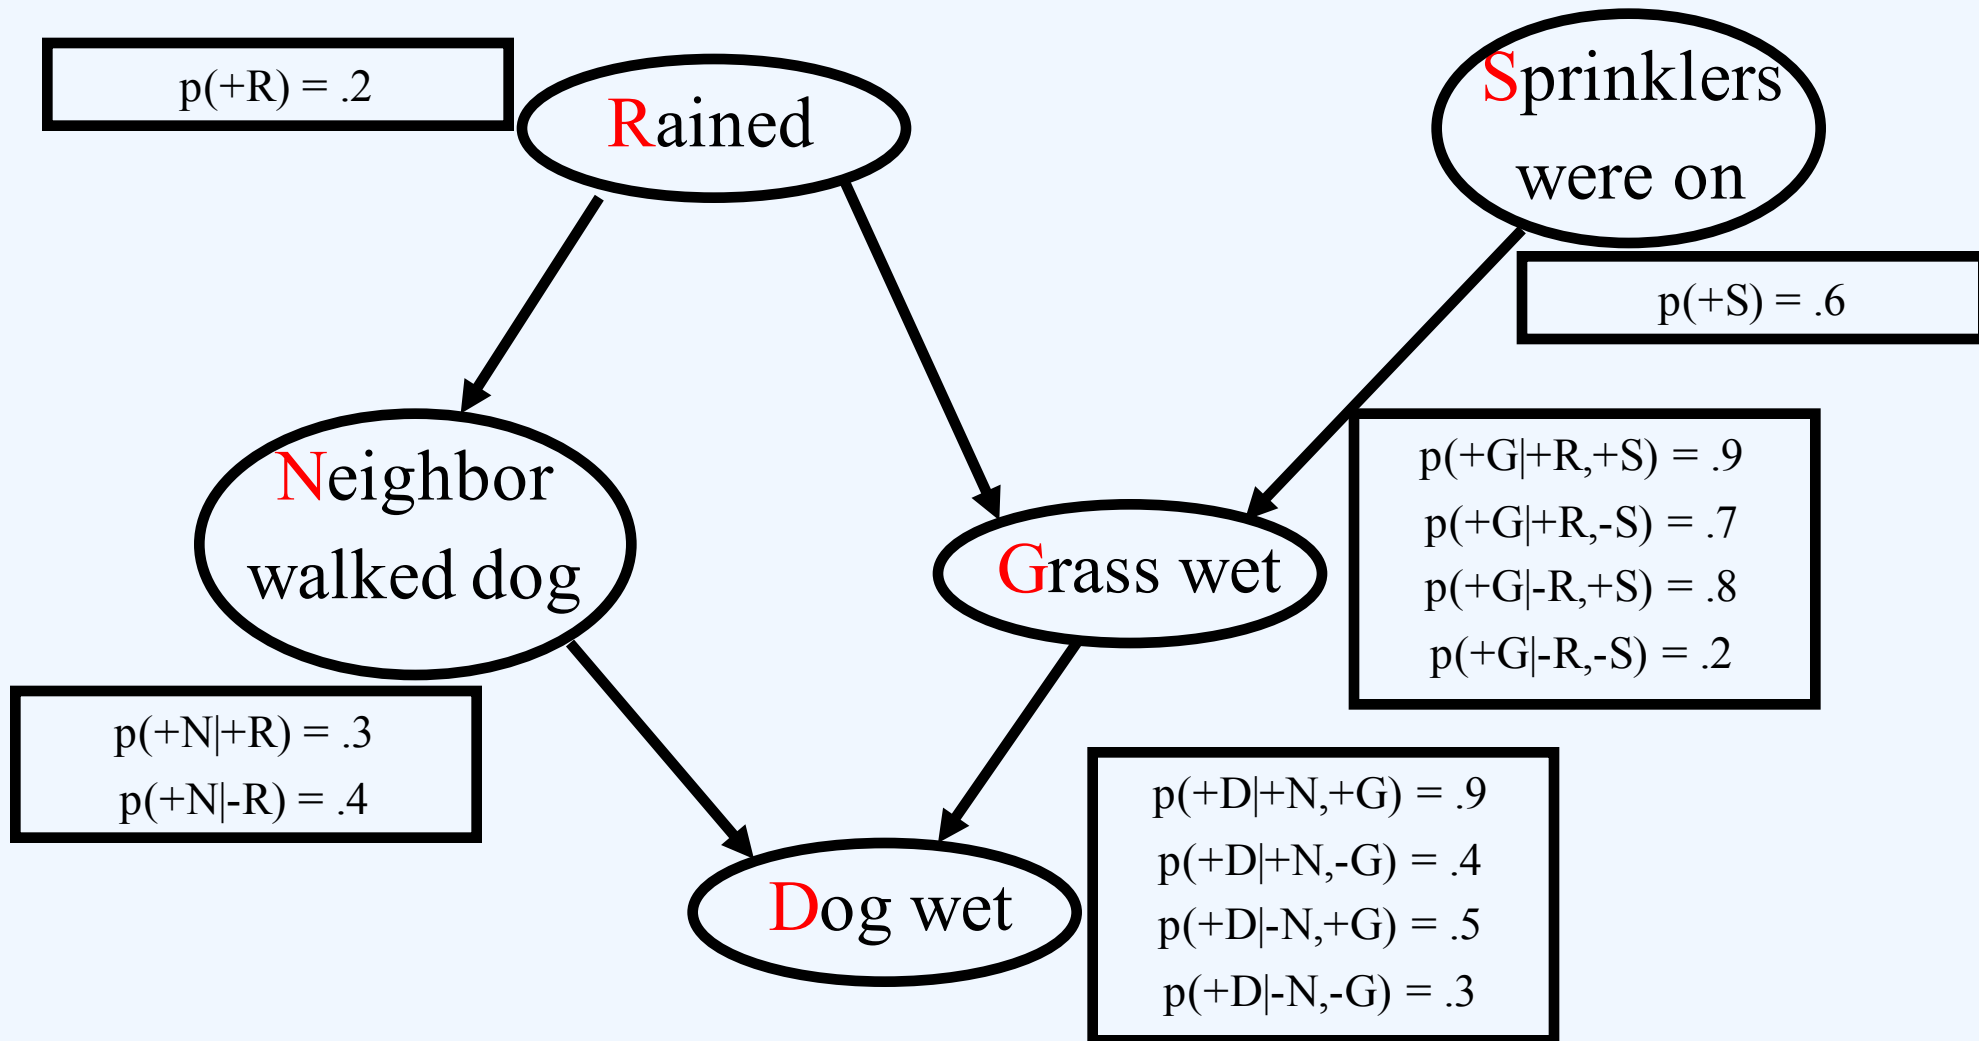 p(+R) = .2
Rained
Sprinklers
were on
p(+S) = .6
Neighbor
walked dog
Grass wet
p(+G|+R,+S) = .9
p(+G|+R,-S) = .7
p(+G|-R,+S) = .8
p(+G|-R,-S) = .2
p(+N|+R) = .3
p(+N|-R) = .4
Dog wet
p(+D|+N,+G) = .9
p(+D|+N,-G) = .4
p(+D|-N,+G) = .5
p(+D|-N,-G) = .3